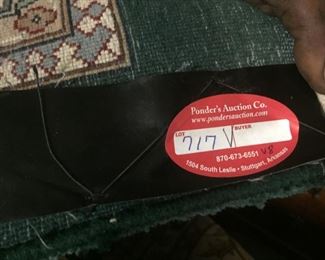 Ponder's Auction Co.
www.pondersauction.com
LOT BUYER
717 V
870-673-6551
1504 South Leslie • Stuttgart, Arkansas